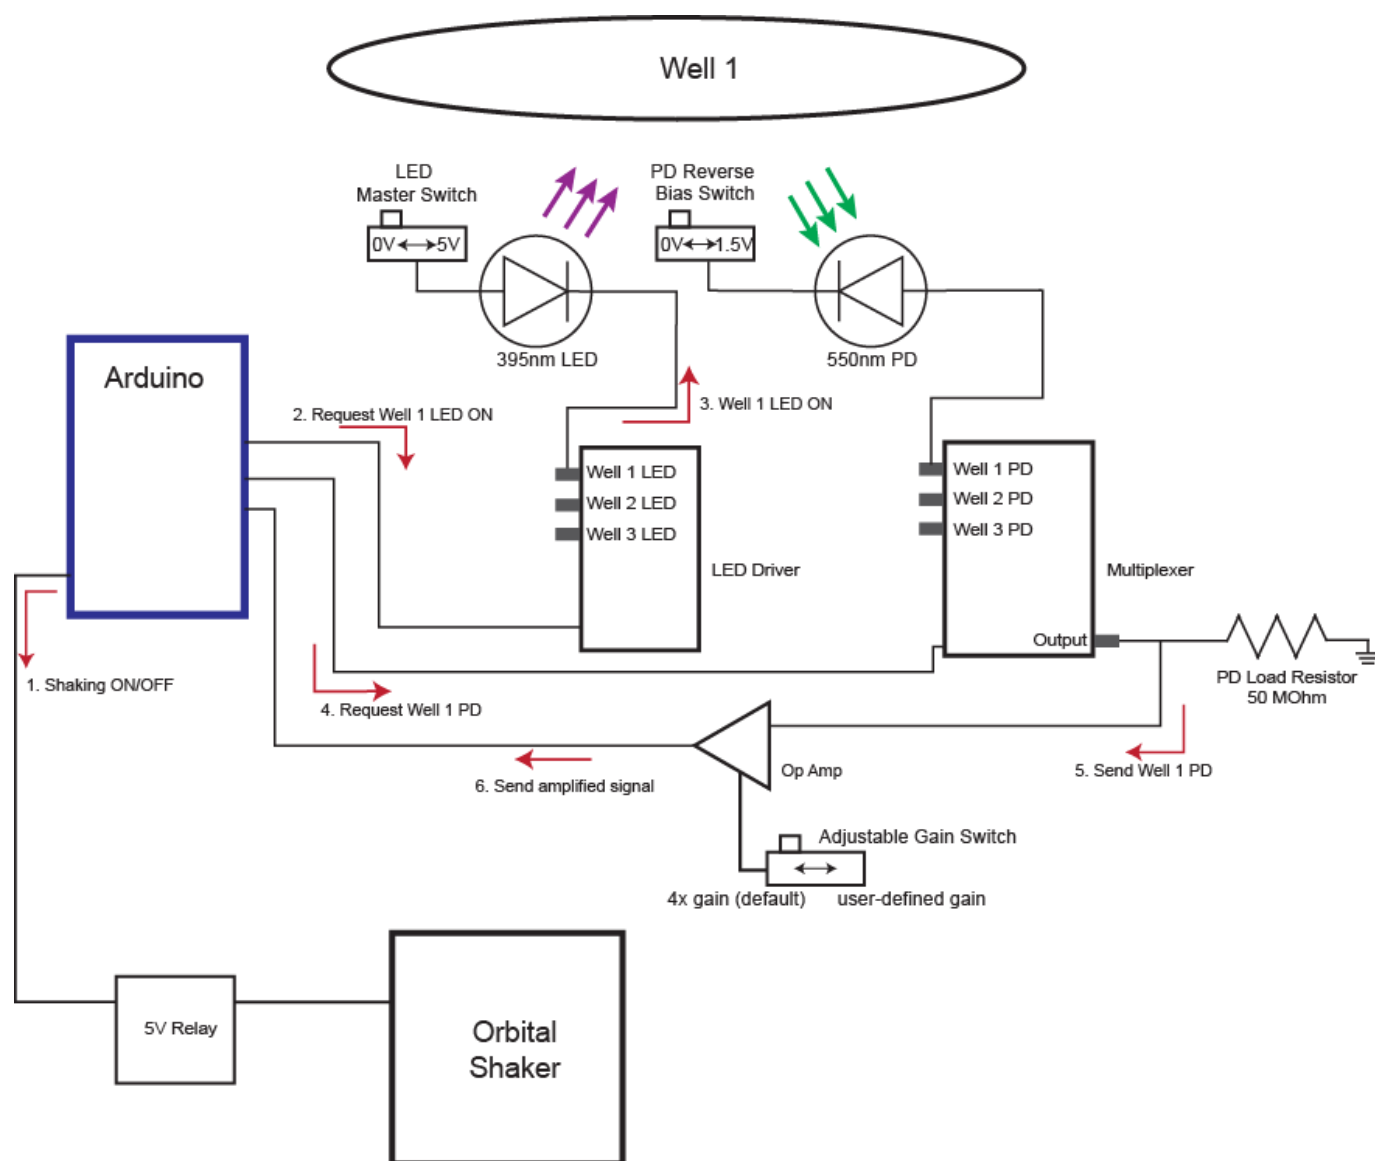 Well 1
LED
Master Switch
0V 5V
PD Reverse
Bias Switch
0V 1.5V
395nm LED
550nm PD
Arduino
2. Request Well 1 LED ON
3. Well 1 LED ON
Well 1 LED
Well 2 LED
Well 3 LED
LED Driver
Well 1 PD
Well 2 PD
Well 3 PD
Multiplexer
Output
PD Load Resistor
50 MOhm
1. Shaking ON/OFF
4. Request Well 1 PD
5. Send Well 1 PD
Op Amp
6. Send amplified signal
Adjustable Gain Switch
4x gain (default) user-defined gain
5V Relay
Orbital
Shaker